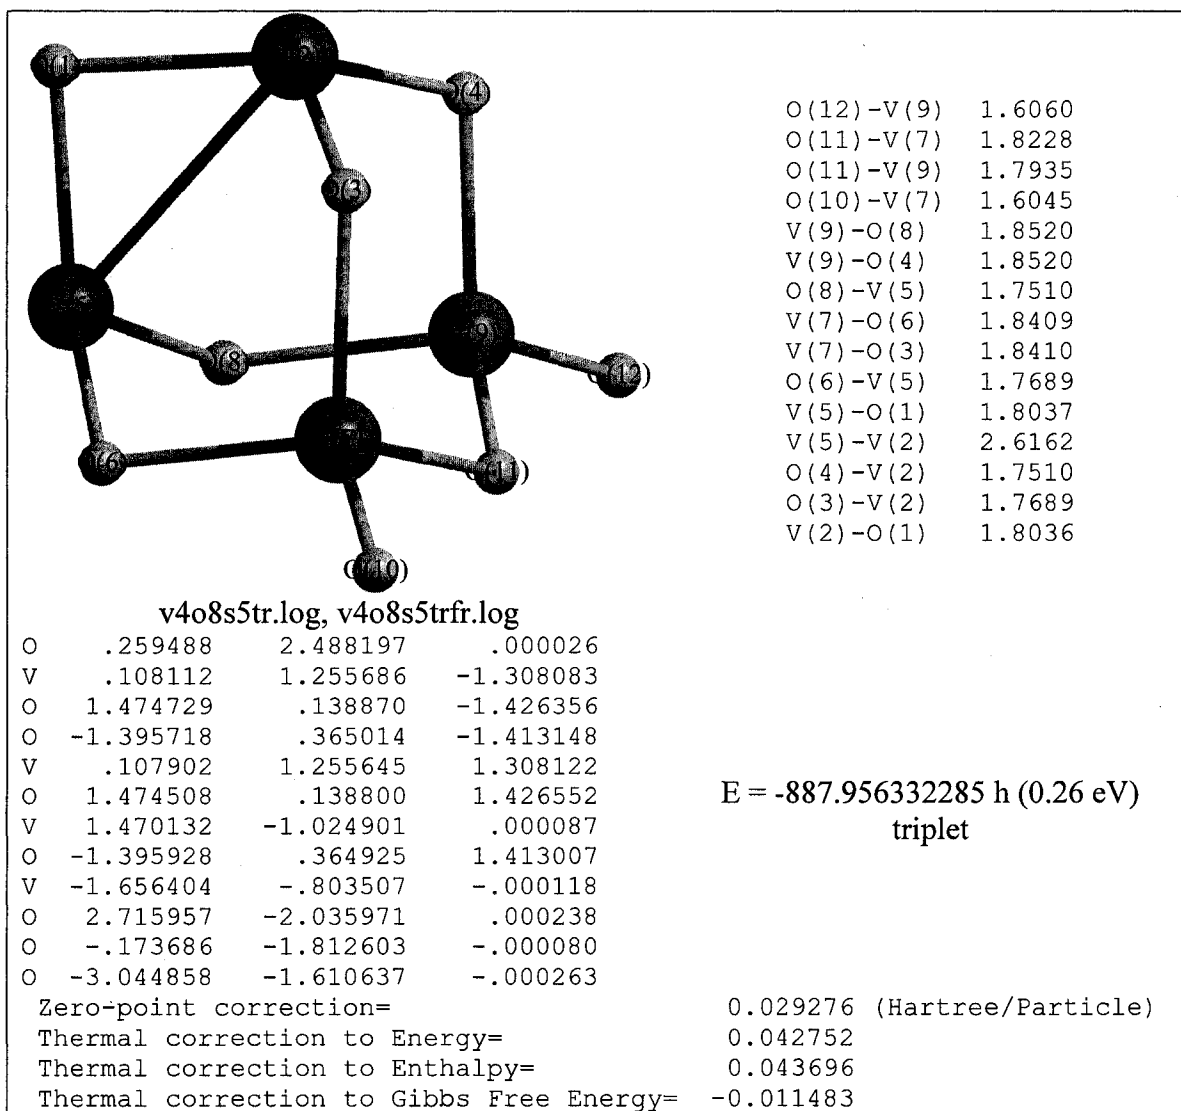 O(12)-V(9) 1.6060
O(11)-V(7) 1.8228
O(11)-V(9) 1.7935
O(10)-V(7) 1.6045
V(9)-O(8) 1.8520
V(9)-O(4) 1.8520
O(8)-V(5) 1.7510
V(7)-O(6) 1.8409
V(7)-O(3) 1.8410
O(6)-V(5) 1.7689
V(5)-O(1) 1.8037
V(5)-V(2) 2.6162
O(4)-V(2) 1.7510
O(3)-V(2) 1.7689
V(2)-O(1) 1.8036
v4o8s5tr.log, v4o8s5trfr.log
O .259488 2.488197 .000026
V .108112 1.255686 -1.308083
O 1.474729 .138870 -1.426356
O -1.395718 .365014 -1.413148
V .107902 1.255645 1.308122
O 1.474508 .138800 1.426552
V 1.470132 -1.024901 .000087
O -1.395928 .364925 1.413007
V -1.656404 -.803507 -.000118
O 2.715957 -2.035971 .000238
O -.173686 -1.812603 -.000080
O -3.044858 -1.610637 -.000263
E = -887.956332285 h (0.26 eV)
triplet
Zero-point correction= 0.029276 (Hartree/Particle)
Thermal correction to Energy= 0.042752
Thermal correction to Enthalpy= 0.043696
Thermal correction to Gibbs Free Energy= -0.011483